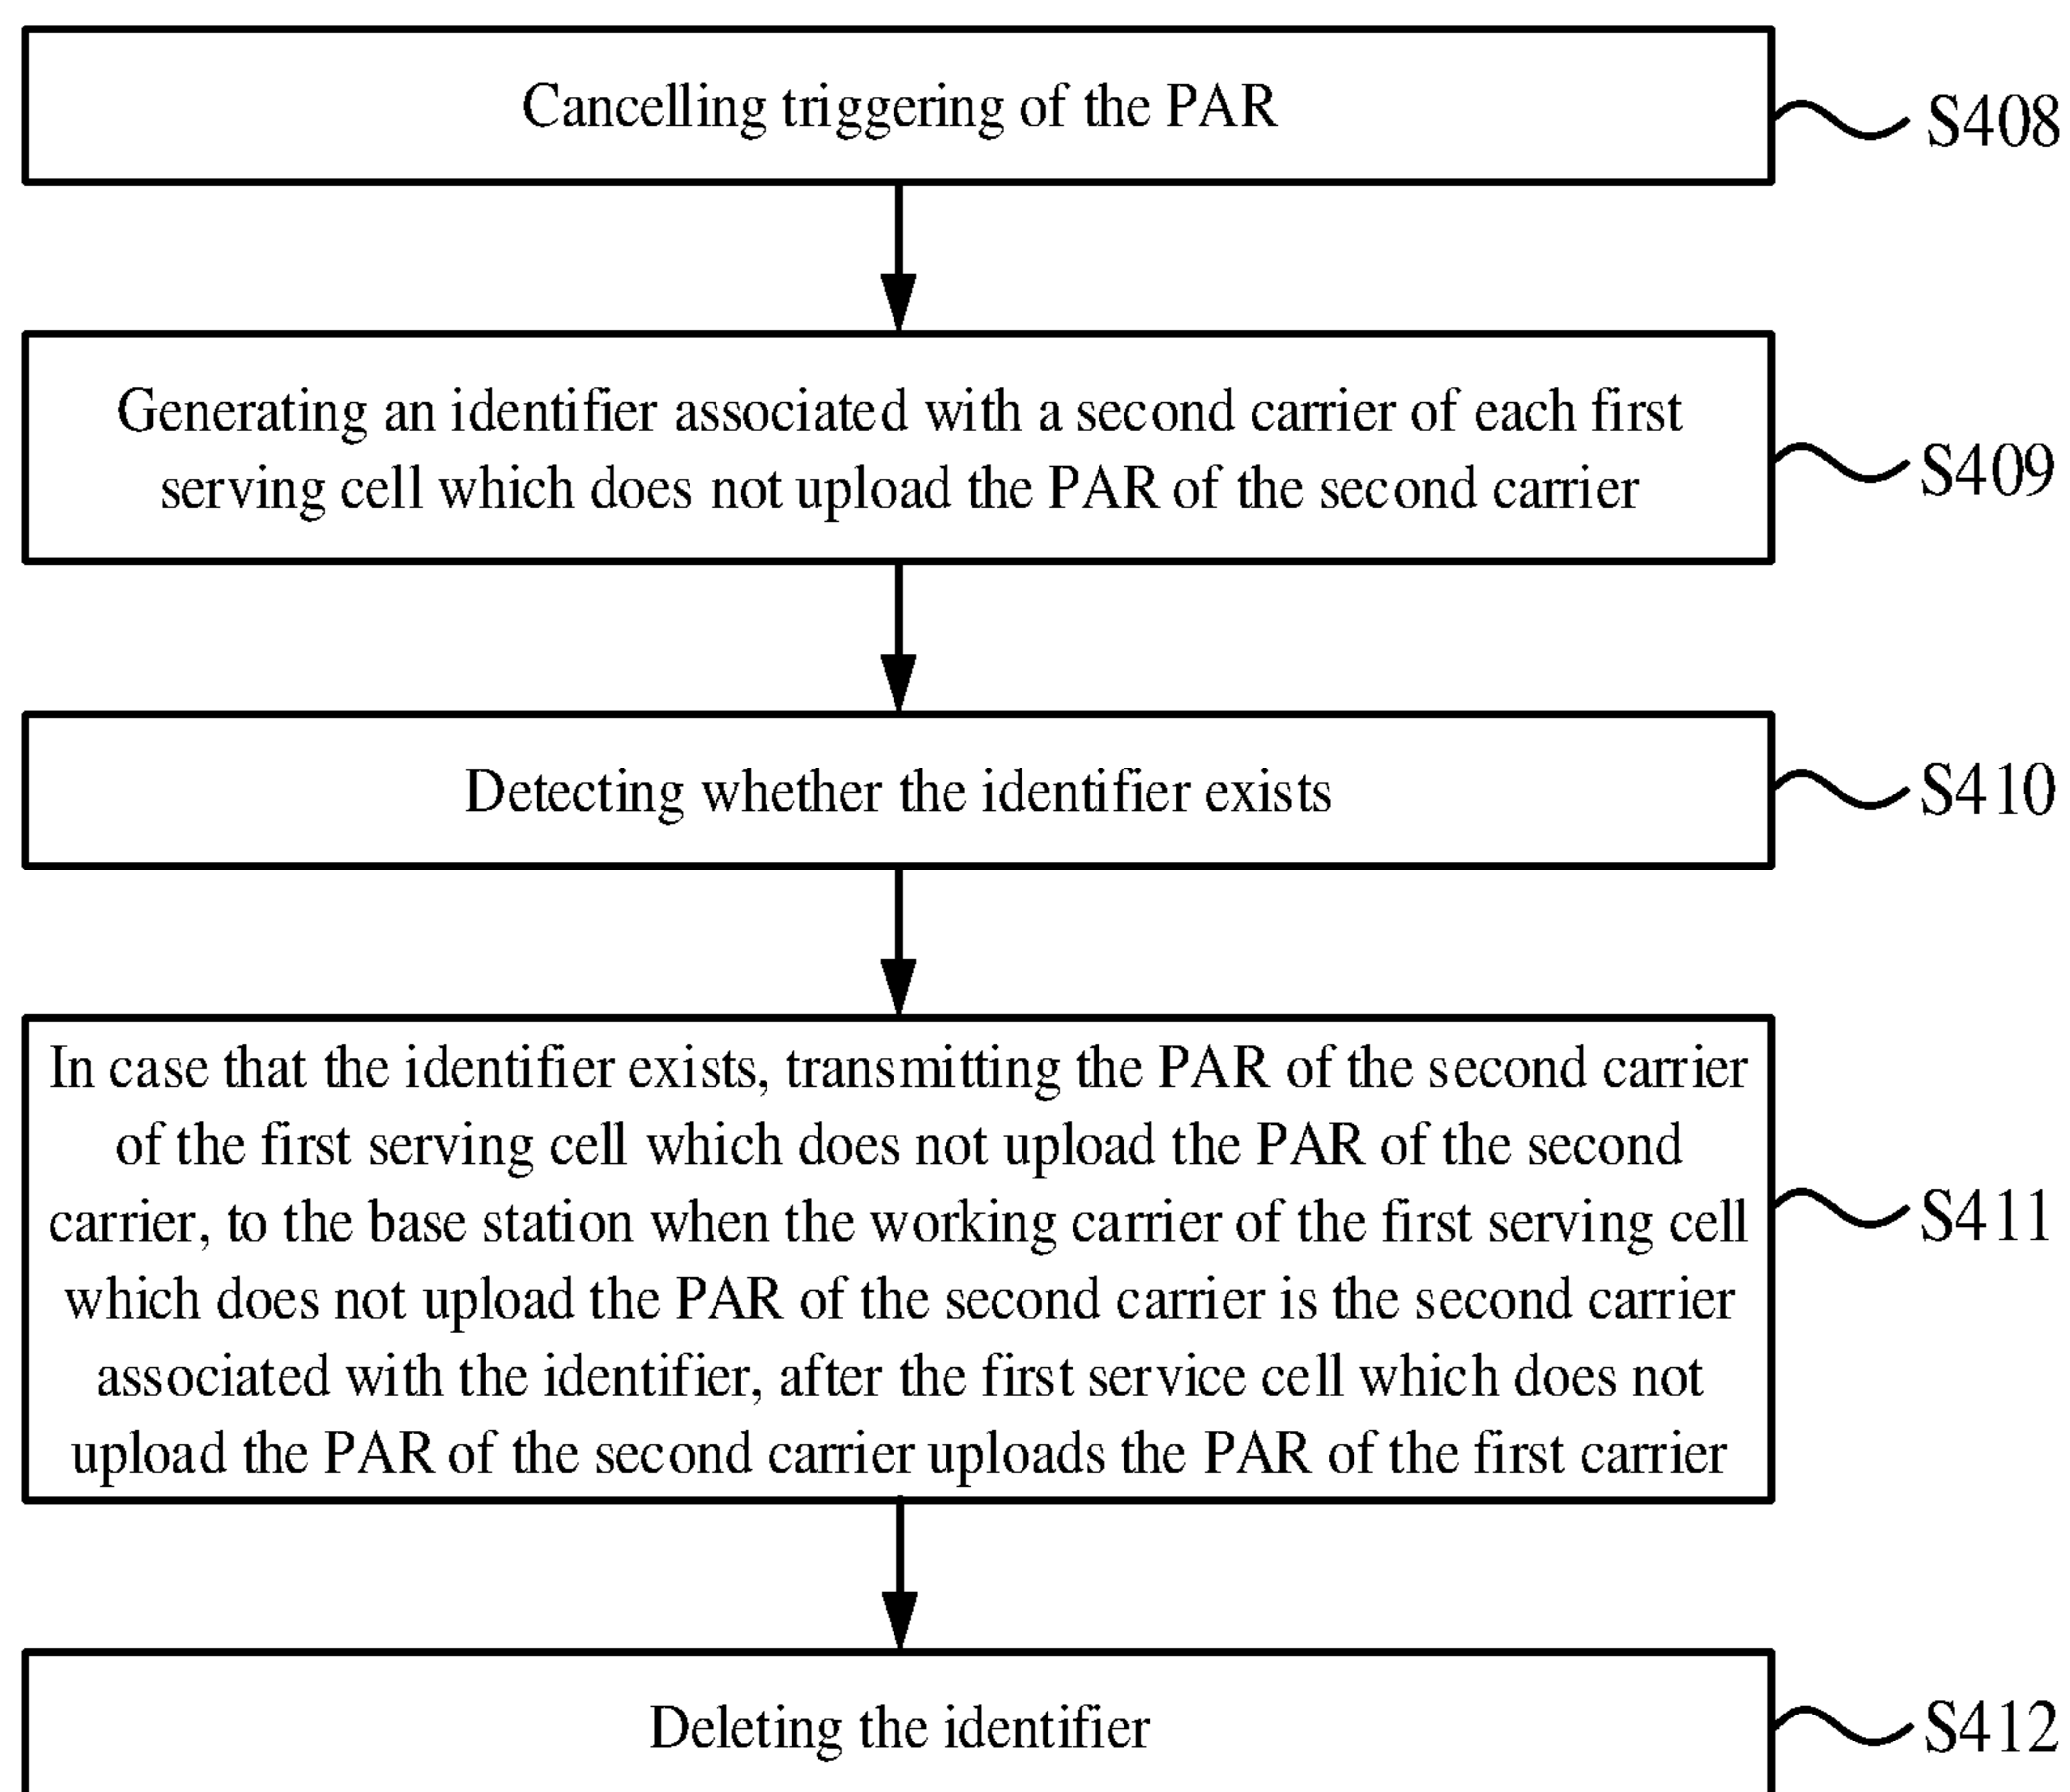 Cancelling triggering of the PAR
S408
Generating an identifier associated with a second carrier of each first
serving cell which does not upload the PAR of the second carrier
S409
Detecting whether the identifier exists
S410
In case that the identifier exists, transmitting the PAR of the second carrier
of the first serving cell which does not upload the PAR of the second
carrier, to the base station when the working carrier of the first serving cell
which does not upload the PAR of the second carrier is the second carrier
associated with the identifier, after the first service cell which does not
upload the PAR of the second carrier uploads the PAR of the first carrier
S411
Deleting the identifier
S412